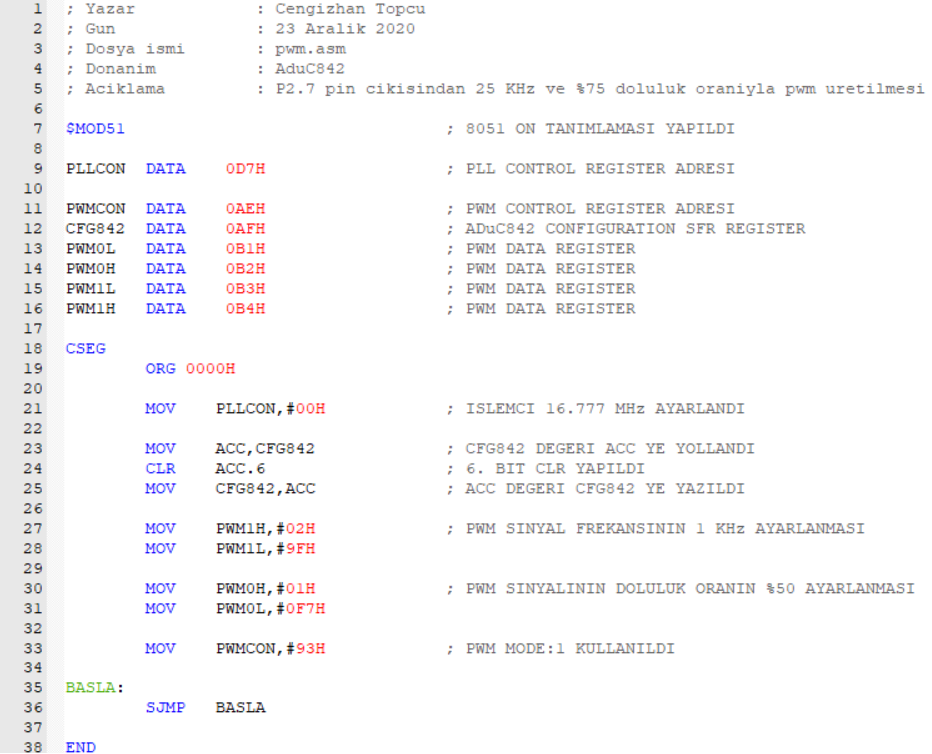 1 ; Yazar : Cengizhan Topcu
2 ; Gun : 23 Aralik 2020
3 ; Dosya ismi : pwm.asm
4 ; Donanim : AduC842
5 ; Aciklama : P2.7 pin cikisindan 25 KHz ve %75 doluluk oraniyla pwm uretilmesi
6
7 $MOD51 ; 8051 ON TANIMLAMASI YAPILDI
8
9 PLLCON DATA 0D7H ; PLL CONTROL REGISTER ADRESI
10
11 PWMCON DATA 0AEH ; PWM CONTROL REGISTER ADRESI
12 CFG842 DATA 0AFH ; ADuC842 CONFIGURATION SFR REGISTER
13 PWM0L DATA 0B1H ; PWM DATA REGISTER
14 PWM0H DATA 0B2H ; PWM DATA REGISTER
15 PWM1L DATA 0B3H ; PWM DATA REGISTER
16 PWM1H DATA 0B4H ; PWM DATA REGISTER
17
18 CSEG
19 ORG 0000H
20
21 MOV PLLCON,#00H ; ISLEMCI 16.777 MHz AYARLANDI
22
23 MOV ACC,CFG842 ; CFG842 DEGERI ACC YE YOLLANDI
24 CLR ACC.6 ; 6. BIT CLR YAPILDI
25 MOV CFG842,ACC ; ACC DEGERI CFG842 YE YAZILDI
26
27 MOV PWM1H,#02H ; PWM SINYAL FREKANSININ 1 KHz AYARLANMASI
28 MOV PWM1L,#9FH
29
30 MOV PWM0H,#01H ; PWM SINYALININ DOLULUK ORANIN %50 AYARLANMASI
31 MOV PWM0L,#0F7H
32
33 MOV PWMCON,#93H ; PWM MODE:1 KULLANILDI
34
35 BASLA:
36 SJMP BASLA
37
38 END